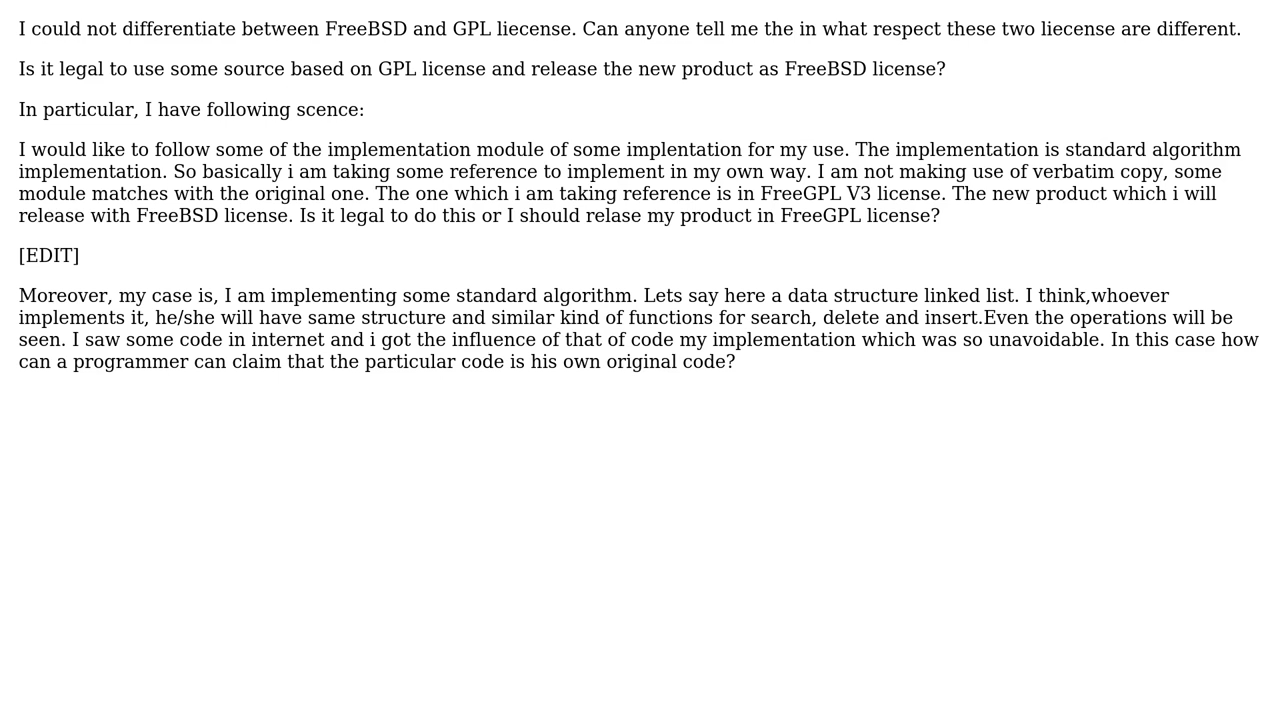 I could not differentiate between FreeBSD and GPL liecense. Can anyone tell me the in what respect these two liecense are different.
Is it legal to use some source based on GPL license and release the new product as FreeBSD license?
In particular, I have following scence:
I would like to follow some of the implementation module of some implentation for my use. The implementation is standard algorithm
implementation. So basically i am taking some reference to implement in my own way. I am not making use of verbatim copy, some
module matches with the original one. The one which i am taking reference is in FreeGPL V3 license. The new product which i will
release with FreeBSD license. Is it legal to do this or I should relase my product in FreeGPL license?
[EDIT]
Moreover, my case is, I am implementing some standard algorithm. Lets say here a data structure linked list. I think,whoever
implements it, he/she will have same structure and similar kind of functions for search, delete and insert.Even the operations will be
seen. I saw some code in internet and i got the influence of that of code my implementation which was so unavoidable. In this case how
can a programmer can claim that the particular code is his own original code?